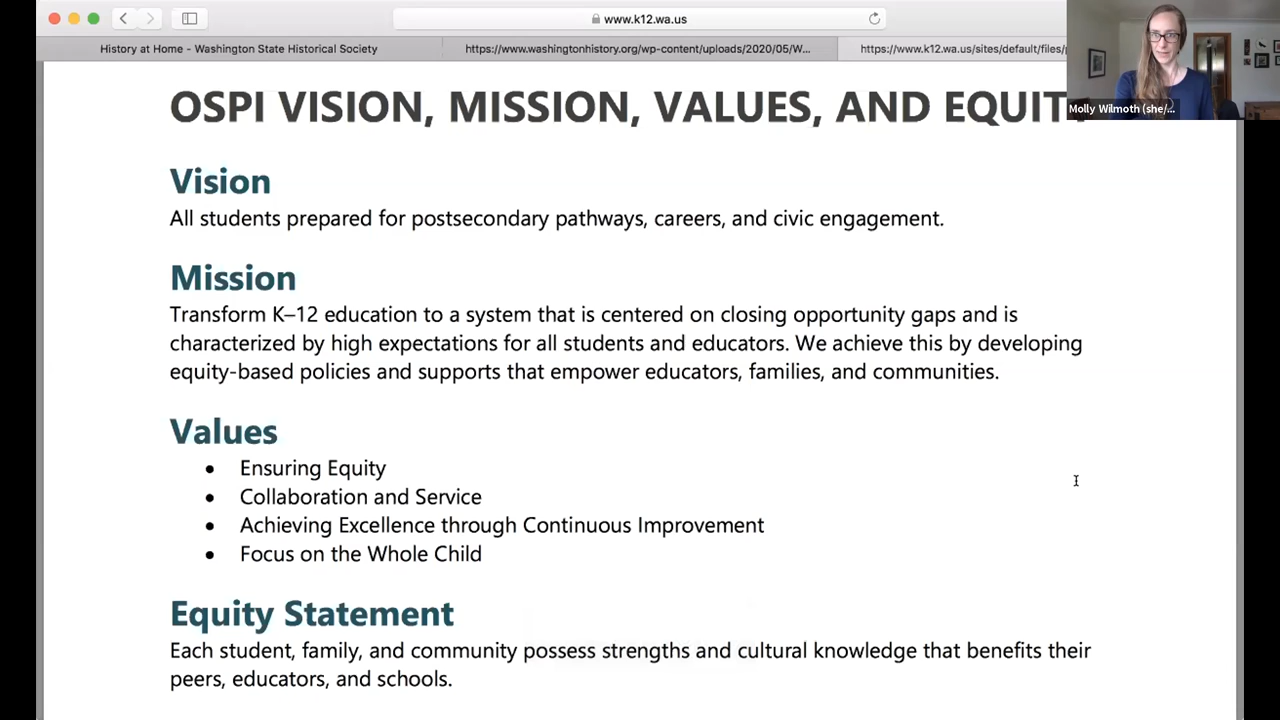 www.k12.wa.us
History at Home - Washington State Historical Society
https://www.washingtonhistory.org/wp-content/uploads/2020/05/W...
https://www.k12.wa.us/sites/default/files/p
Molly Wilmoth (she/...
OSPI VISION, MISSION, VALUES, AND EQUITY
Vision
All students prepared for postsecondary pathways, careers, and civic engagement.
Mission
Transform K–12 education to a system that is centered on closing opportunity gaps and is
characterized by high expectations for all students and educators. We achieve this by developing
equity-based policies and supports that empower educators, families, and communities.
Values
• Ensuring Equity
• Collaboration and Service
• Achieving Excellence through Continuous Improvement
• Focus on the Whole Child
Equity Statement
Each student, family, and community possess strengths and cultural knowledge that benefits their
peers, educators, and schools.